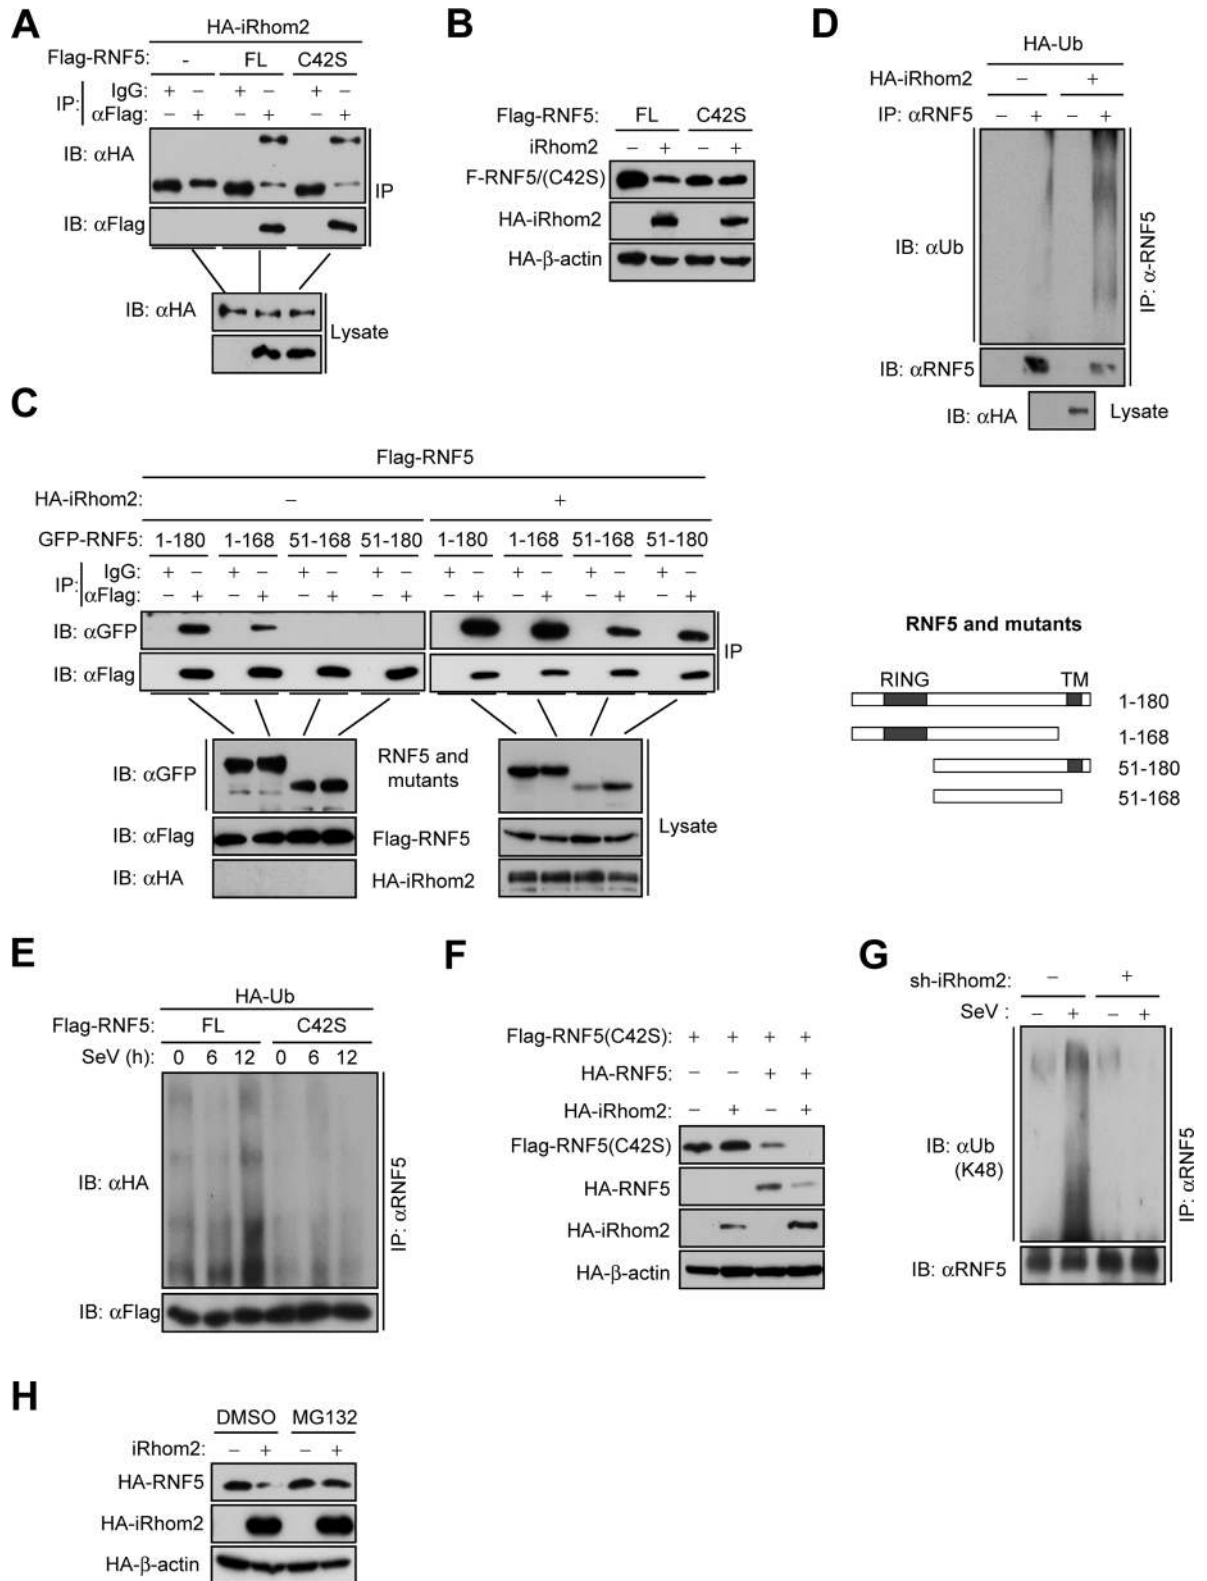 A
HA-iRhom2
Flag-RNF5: - FL C42S
IP: IgG: + − + − + −
αFlag: − + − + − +
IB: αHA
IP
IB: αFlag
IB: αHA
Lysate
B
Flag-RNF5: FL C42S
iRhom2 − + − +
F-RNF5/(C42S)
HA-iRhom2
HA-β-actin
D
HA-Ub
HA-iRhom2 − +
IP: αRNF5 − + − +
IB: αUb
IP: α-RNF5
IB: αRNF5
IB: αHA Lysate
C
Flag-RNF5
HA-iRhom2: − +
GFP-RNF5: 1-180 1-168 51-168 51-180 1-180 1-168 51-168 51-180
IP: IgG: + − + − + − + − + − + − + − + −
αFlag: − + − + − + − + − + − + − + − +
IB: αGFP
IP
IB: αFlag
IB: αGFP RNF5 and
mutants
Lysate
IB: αFlag Flag-RNF5
IB: αHA HA-iRhom2
RNF5 and mutants
RING TM
1-180
1-168
51-180
51-168
E
HA-Ub
Flag-RNF5: FL C42S
SeV (h): 0 6 12 0 6 12
IB: αHA
IP: αRNF5
IB: αFlag
F
Flag-RNF5(C42S): + + + +
HA-RNF5: − − + +
HA-iRhom2: − + − +
Flag-RNF5(C42S)
HA-RNF5
HA-iRhom2
HA-β-actin
G
sh-iRhom2: − +
SeV : − + − +
IB: αUb
(K48)
IP: αRNF5
IB: αRNF5
H
DMSO MG132
iRhom2: − + − +
HA-RNF5
HA-iRhom2
HA-β-actin